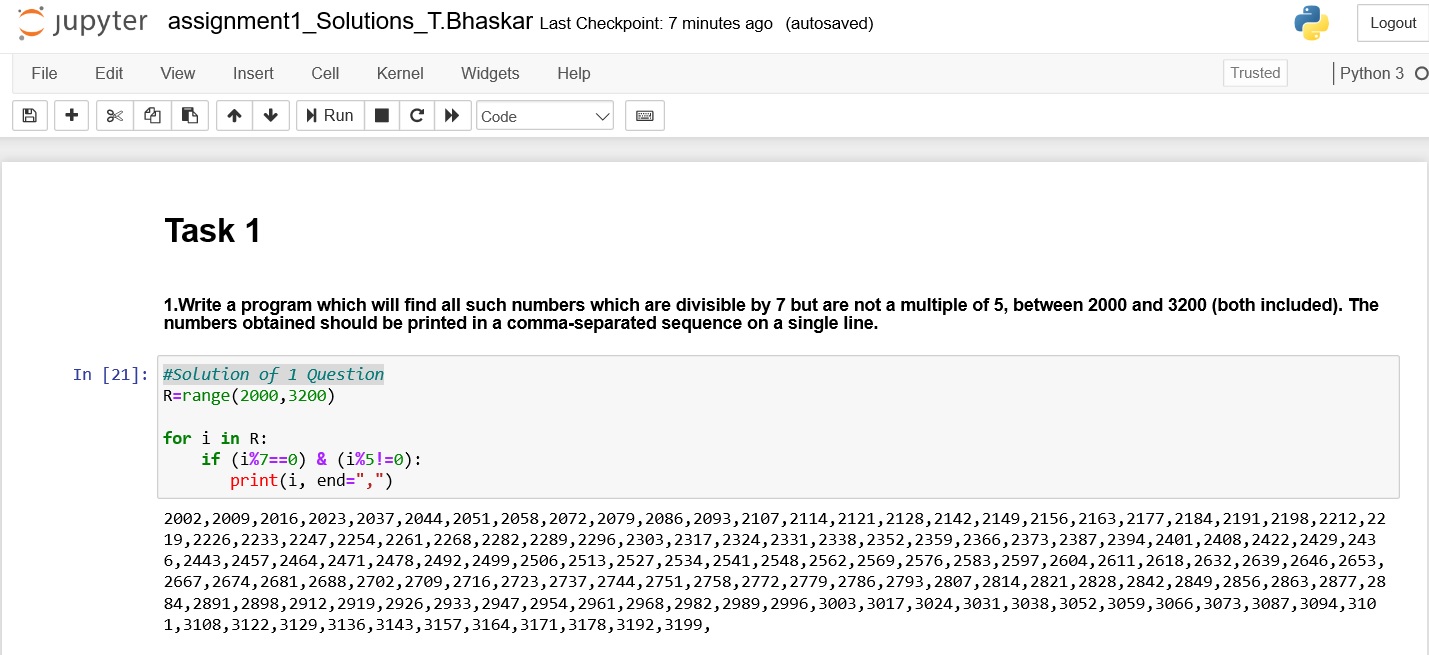 jupyter assignment1_Solutions_T.Bhaskar Last Checkpoint: 7 minutes ago (autosaved) Logout
File Edit View Insert Cell Kernel Widgets Help Trusted Python 3
Run Code
Task 1
1.Write a program which will find all such numbers which are divisible by 7 but are not a multiple of 5, between 2000 and 3200 (both included). The
numbers obtained should be printed in a comma-separated sequence on a single line.
In [21]: #Solution of 1 Question
R=range(2000,3200)
for i in R:
    if (i%7==0) & (i%5!=0):
       print(i, end=",")
2002,2009,2016,2023,2037,2044,2051,2058,2072,2079,2086,2093,2107,2114,2121,2128,2142,2149,2156,2163,2177,2184,2191,2198,2212,22
19,2226,2233,2247,2254,2261,2268,2282,2289,2296,2303,2317,2324,2331,2338,2352,2359,2366,2373,2387,2394,2401,2408,2422,2429,243
6,2443,2457,2464,2471,2478,2492,2499,2506,2513,2527,2534,2541,2548,2562,2569,2576,2583,2597,2604,2611,2618,2632,2639,2646,2653,
2667,2674,2681,2688,2702,2709,2716,2723,2737,2744,2751,2758,2772,2779,2786,2793,2807,2814,2821,2828,2842,2849,2856,2863,2877,28
84,2891,2898,2912,2919,2926,2933,2947,2954,2961,2968,2982,2989,2996,3003,3017,3024,3031,3038,3052,3059,3066,3073,3087,3094,310
1,3108,3122,3129,3136,3143,3157,3164,3171,3178,3192,3199,